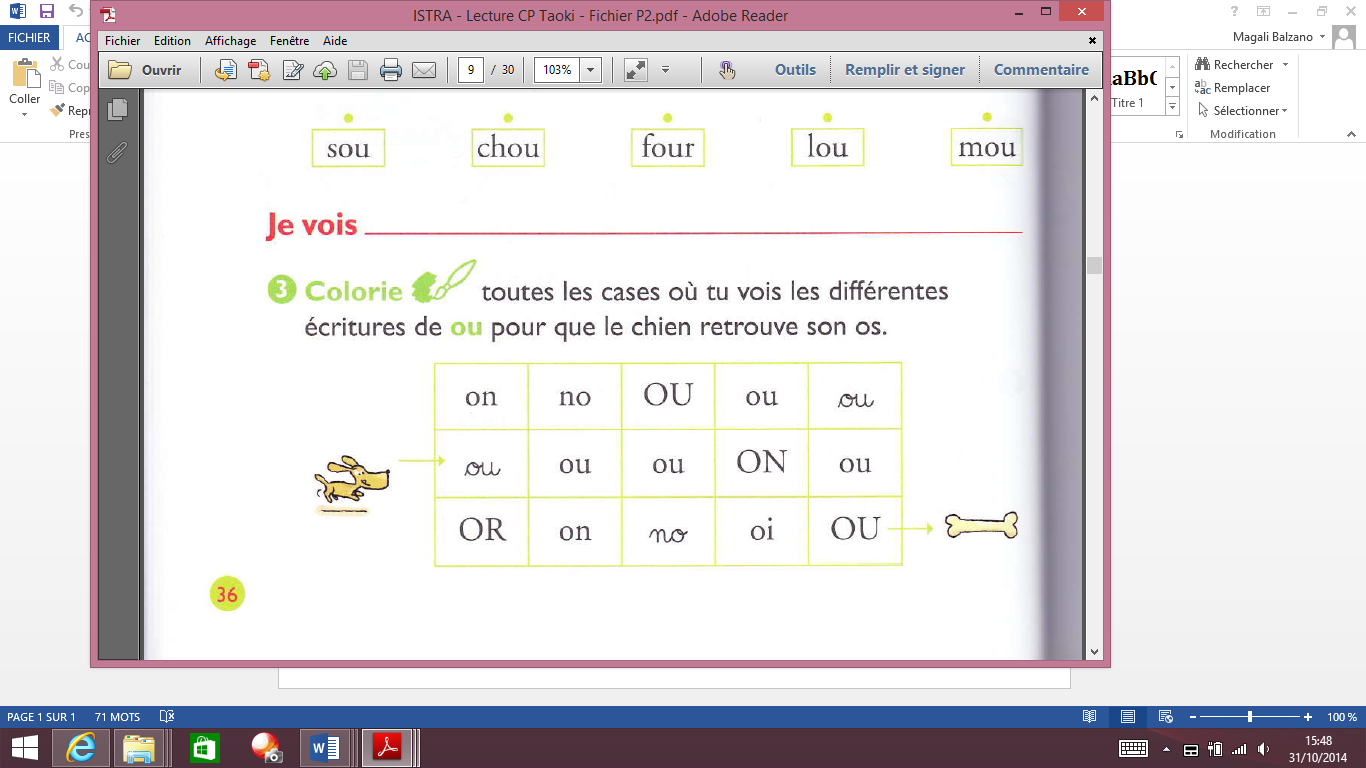 ISTRA - Lecture CP Taoki - Fichier P2.pdf - Adobe Reader
FICHIER
Magali Balzano
Fichier Edition Affichage Fenêtre Aide
Coller
Ouvrir
9 / 30
103%
Outils
Remplir et signer
Commentaire
Rechercher
Remplacer
Sélectionner
Modification
Titre 1
sou chou four lou mou
Je vois
3 Colorie toutes les cases où tu vois les différentes
écritures de ou pour que le chien retrouve son os.
on no OU ou ou
ou ou ou ON ou
OR on no oi OU
36
PAGE 1 SUR 1 71 MOTS
100 %
15:48
31/10/2014